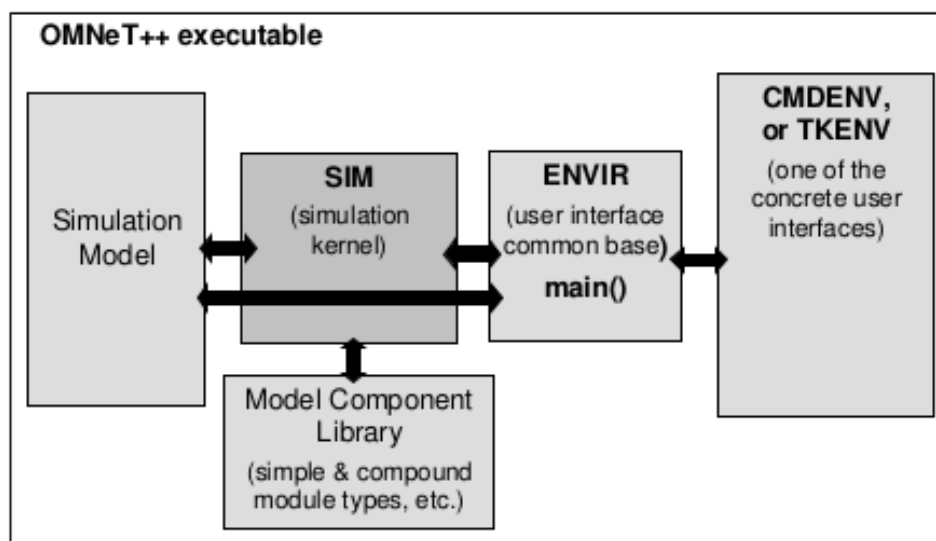 OMNeT++ executable
Simulation
Model
SIM
(simulation
kernel)
ENVIR
(user interface
common base)
main()
CMDENV,
or TKENV
(one of the
concrete user
interfaces)
Model Component
Library
(simple & compound
module types, etc.)